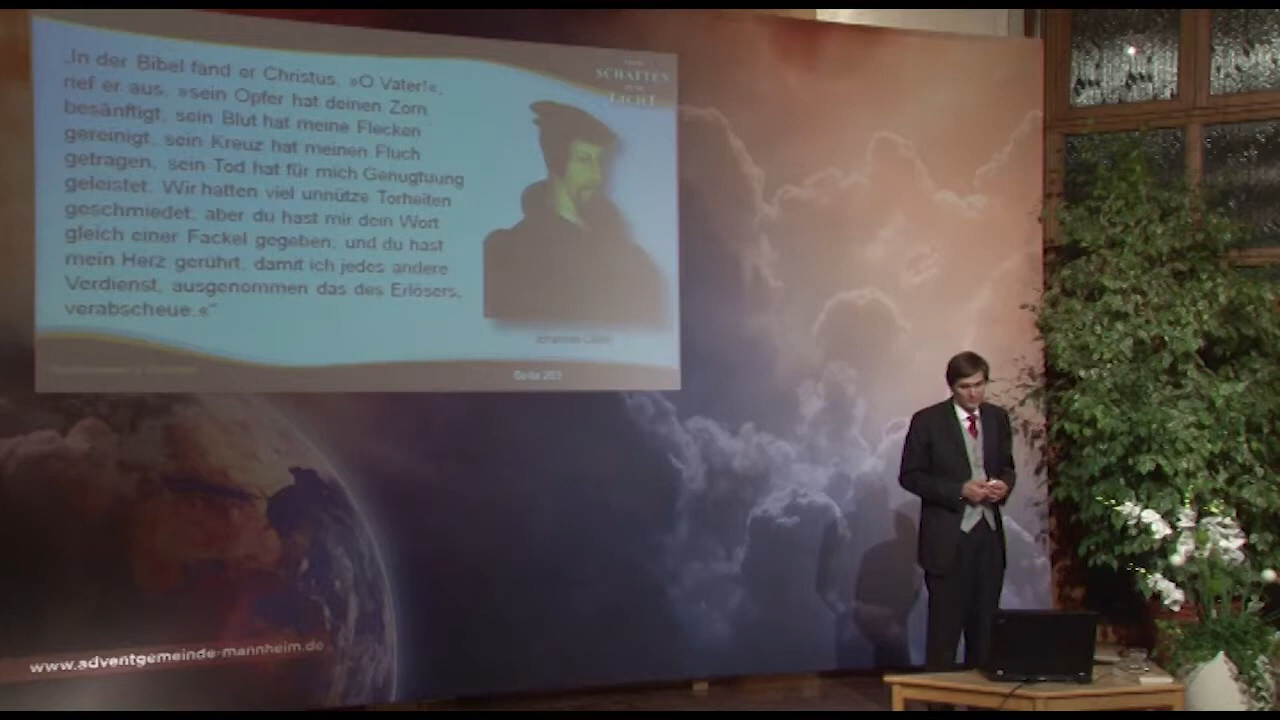 „In der Bibel fand er Christus. »O Vater!«,
rief er aus, »sein Opfer hat deinen Zorn
besänftigt, sein Blut hat meine Flecken
gereinigt, sein Kreuz hat meinen Fluch
getragen, sein Tod hat für mich Genugtuung
geleistet. Wir hatten viel unnütze Torheiten
geschmiedet; aber du hast mir dein Wort
gleich einer Fackel gegeben; und du hast
mein Herz gerührt, damit ich jedes andere
Verdienst, ausgenommen das des Erlösers,
verabscheue.«“
VOM
SCHATTEN
ZUM
LICHT
Johannes Calvin
Seite 203
www.adventgemeinde-mannheim.de